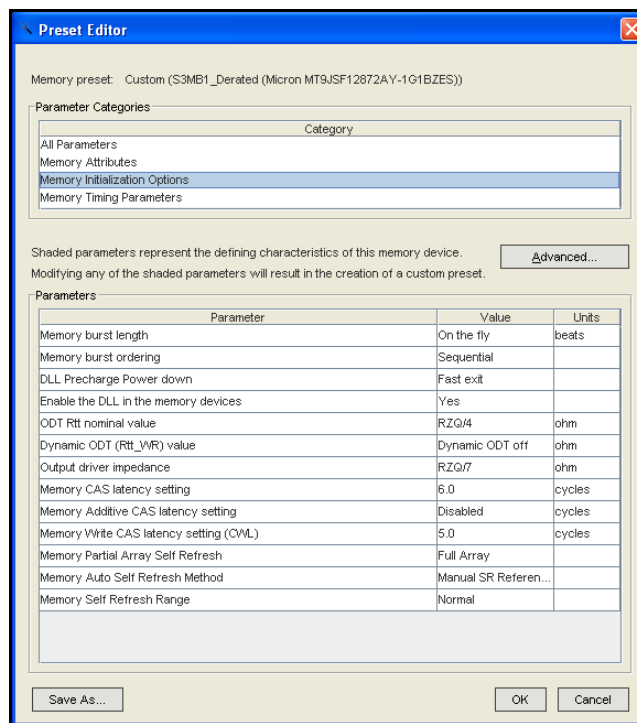 Preset Editor
Memory preset: Custom (S3MB1_Derated (Micron MT9JSF12872AY-1G1BZES))
Parameter Categories
Category
All Parameters
Memory Attributes
Memory Initialization Options
Memory Timing Parameters
Shaded parameters represent the defining characteristics of this memory device.
Modifying any of the shaded parameters will result in the creation of a custom preset.
Advanced...
Parameters
Parameter Value Units
Memory burst length On the fly beats
Memory burst ordering Sequential
DLL Precharge Power down Fast exit
Enable the DLL in the memory devices Yes
ODT Rtt nominal value RZQ/4 ohm
Dynamic ODT (Rtt_WR) value Dynamic ODT off ohm
Output driver impedance RZQ/7 ohm
Memory CAS latency setting 6.0 cycles
Memory Additive CAS latency setting Disabled cycles
Memory Write CAS latency setting (CWL) 5.0 cycles
Memory Partial Array Self Refresh Full Array
Memory Auto Self Refresh Method Manual SR Referen...
Memory Self Refresh Range Normal
Save As... OK Cancel